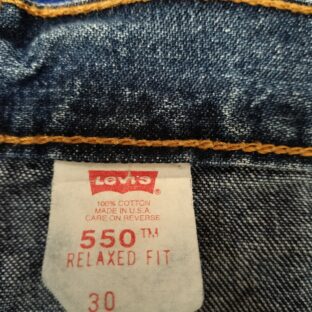 Levi's
100% COTTON
MADE IN U.S.A.
CARE ON REVERSE
550™
RELAXED FIT
30